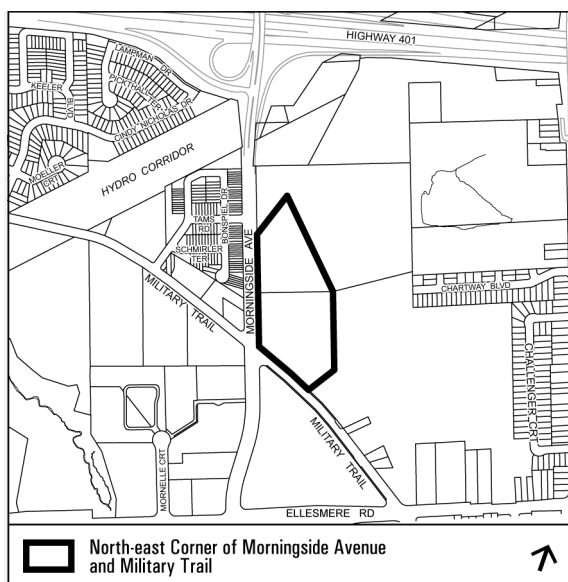 HIGHWAY 401
LAMPMAN DR
KEELER
BLVD
PICKTHALL TER
CINDY NICHOLAS DR
MOELLER
CRT
HYDRO CORRIDOR
TAMS
RD
BONSPIEL DR
SCHMIRLER
TER
MORNINGSIDE AVE
MILITARY TRAIL
CHARTWAY BLVD
CHALLENGER CRT
MORNELLE CRT
MILITARY TRAIL
ELLESMERE RD
North-east Corner of Morningside Avenue
and Military Trail